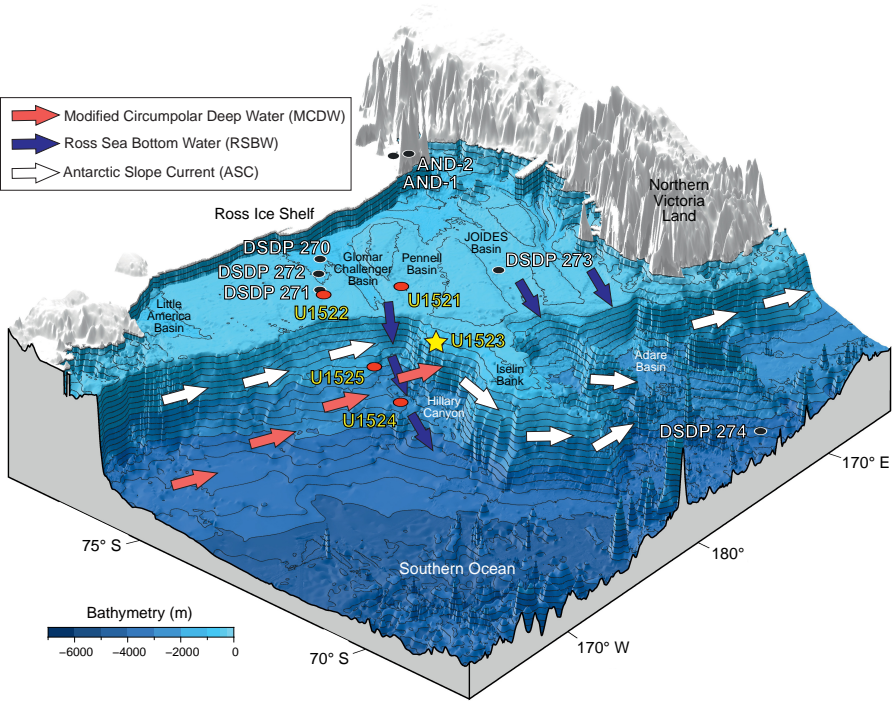 Modified Circumpolar Deep Water (MCDW)
Ross Sea Bottom Water (RSBW)
Antarctic Slope Current (ASC)
AND-2
AND-1
Northern
Victoria
Land
Ross Ice Shelf
DSDP 270
DSDP 272
DSDP 271
Glomar
Challenger
Basin
Pennell
Basin
JOIDES
Basin
DSDP 273
Little
America
Basin
U1522
U1521
U1523
U1525
U1524
Iselin
Bank
Hillary
Canyon
Adare
Basin
DSDP 274
170° E
180°
170° W
75° S
70° S
Southern Ocean
Bathymetry (m)
−6000 −4000 −2000 0